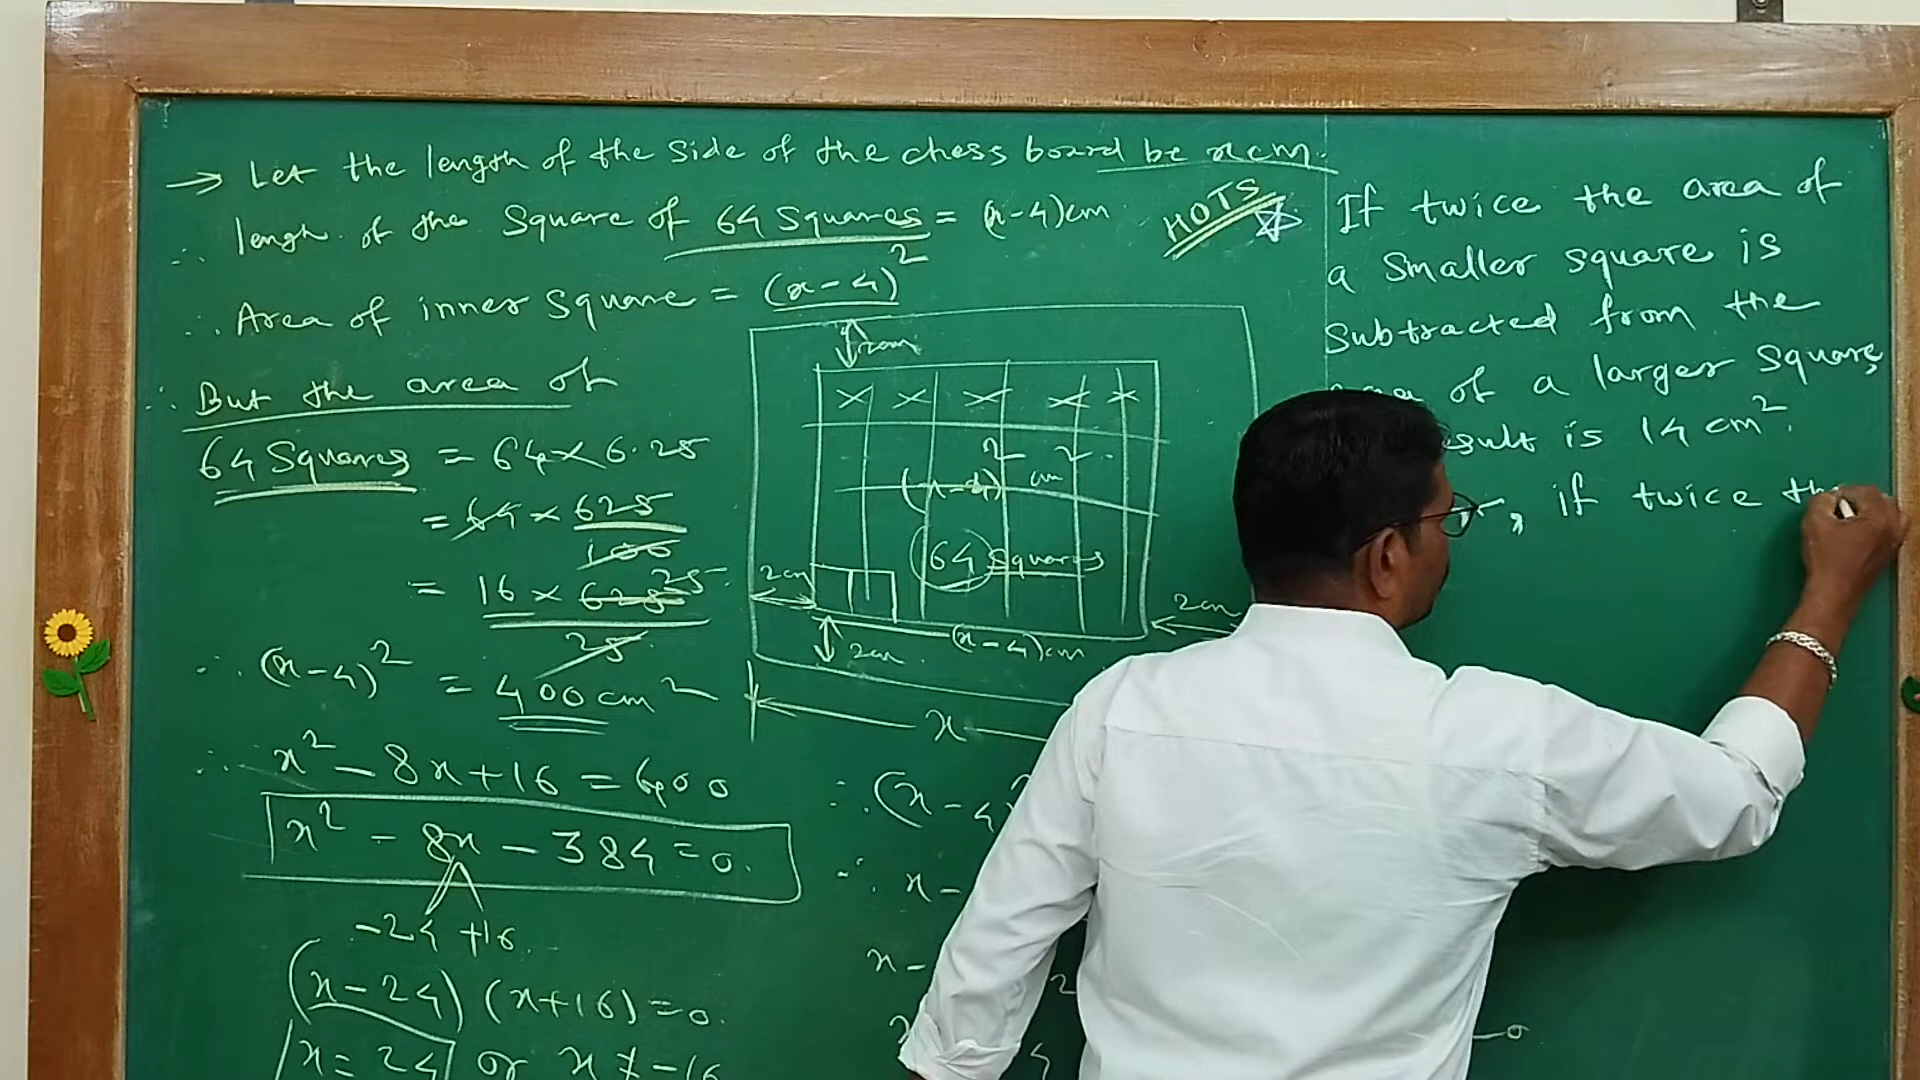 → Let the length of the side of the chess board be x cm.
∴ length of the Square of 64 Squares = (x-4)cm
∴ Area of inner square = (x-4)²
∴ But the area of
64 Squares = 64×6.25
= 64 × 625
100
= 16 × 625 25
25
∴ (x-4)² = 400 cm²
∴ x² - 8x + 16 = 400
x² - 8x - 384 = 0.
-24 +16
(x-24) (x+16) = 0.
x = 24 or x ≠ -16
HOTS
2cm
(x-4)² cm².
64 squares
2cm
2cm
2cm
(x-4)cm
x
∴ (x-4)
∴ x-
x-
If twice the area of
a smaller square is
subtracted from the
of a larger square,
is 14 cm².
, if twice the